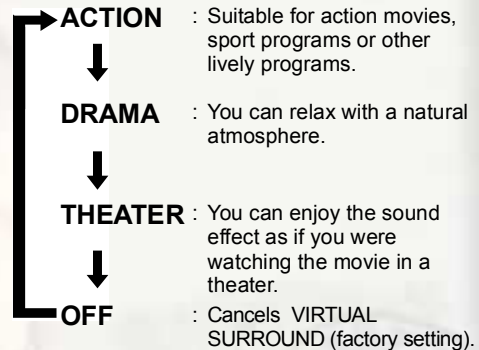 ACTION : Suitable for action movies,
sport programs or other
lively programs.
DRAMA : You can relax with a natural
atmosphere.
THEATER : You can enjoy the sound
effect as if you were
watching the movie in a
theater.
OFF : Cancels VIRTUAL
SURROUND (factory setting).